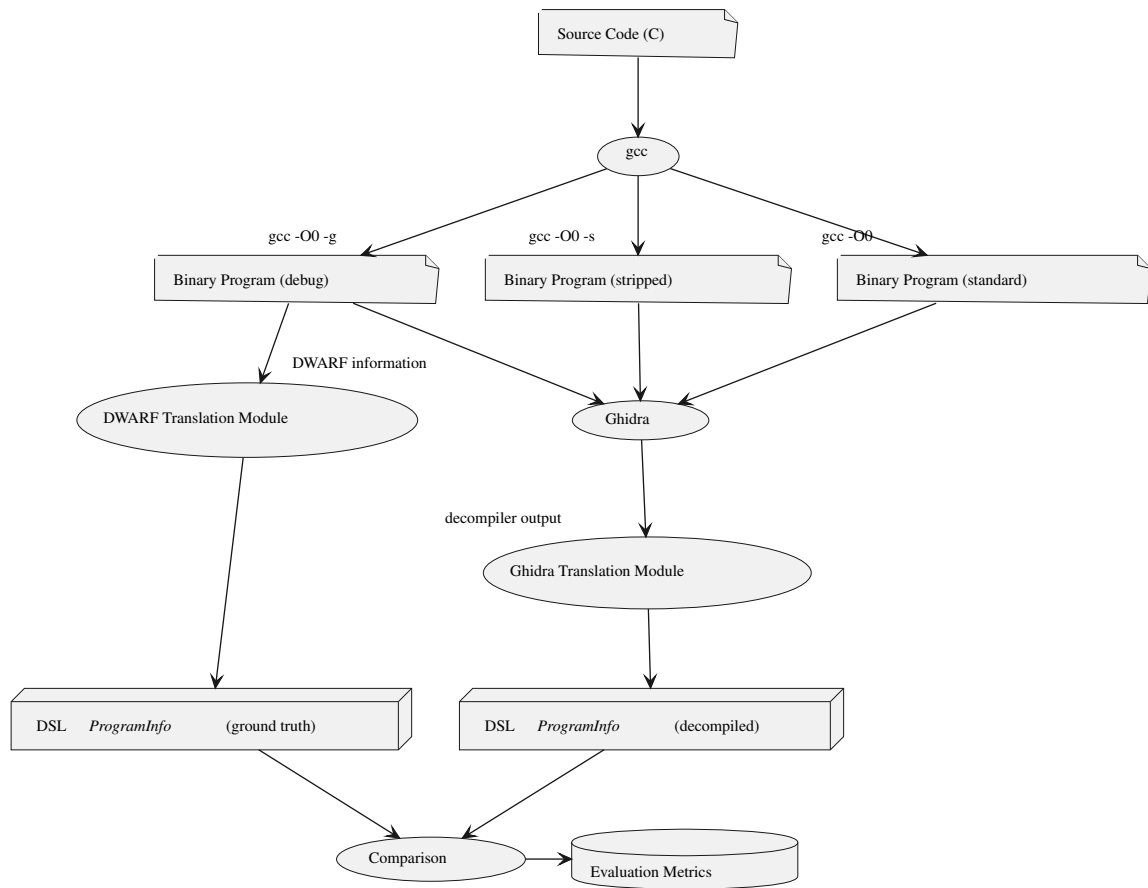 Source Code (C)
gcc
gcc -O0 -g
gcc -O0 -s
gcc -O0
Binary Program (debug)
Binary Program (stripped)
Binary Program (standard)
DWARF information
DWARF Translation Module
Ghidra
decompiler output
Ghidra Translation Module
DSL ProgramInfo (ground truth)
DSL ProgramInfo (decompiled)
Comparison
Evaluation Metrics